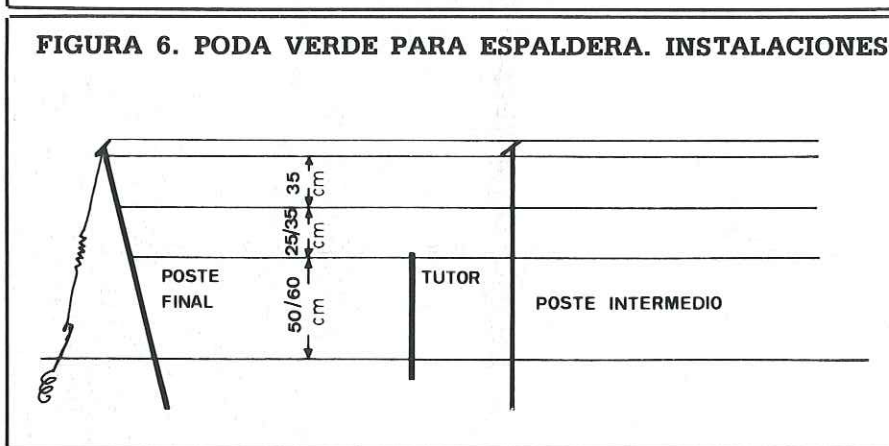 FIGURA 6. PODA VERDE PARA ESPALDERA. INSTALACIONES
35 cm
25/35 cm
50/60 cm
POSTE
FINAL
TUTOR
POSTE INTERMEDIO